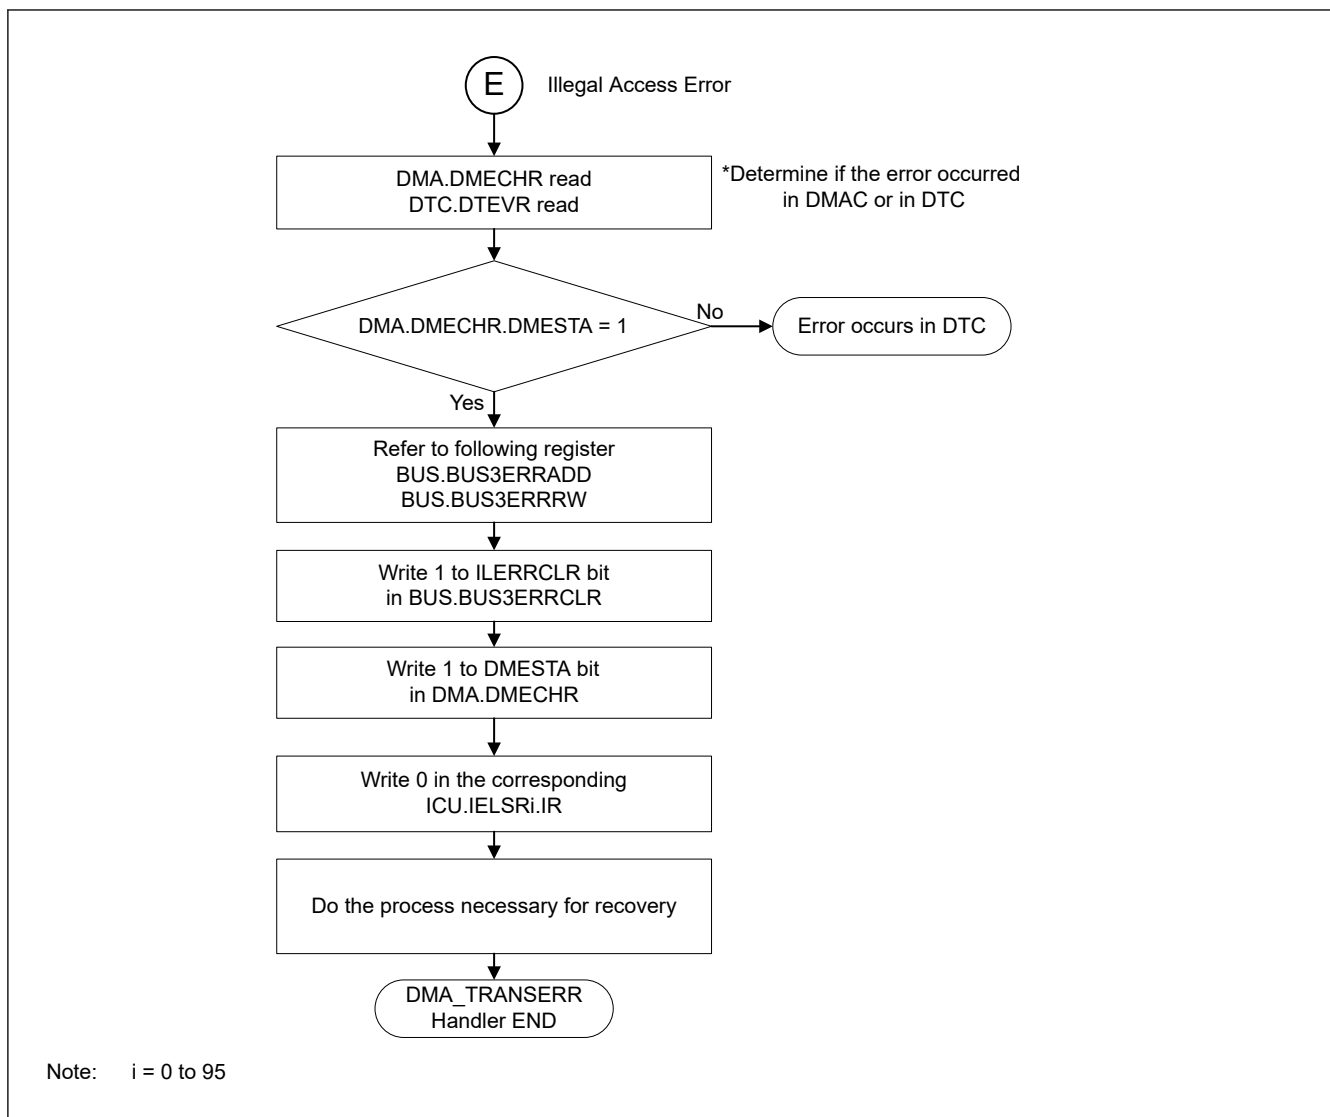 E
Illegal Access Error
DMA.DMECHR read
DTC.DTEVR read
*Determine if the error occurred
in DMAC or in DTC
DMA.DMECHR.DMESTA = 1
No
Error occurs in DTC
Yes
Refer to following register
BUS.BUS3ERRADD
BUS.BUS3ERRRW
Write 1 to ILERRCLR bit
in BUS.BUS3ERRCLR
Write 1 to DMESTA bit
in DMA.DMECHR
Write 0 in the corresponding
ICU.IELSRi.IR
Do the process necessary for recovery
DMA_TRANSERR
Handler END
Note: i = 0 to 95